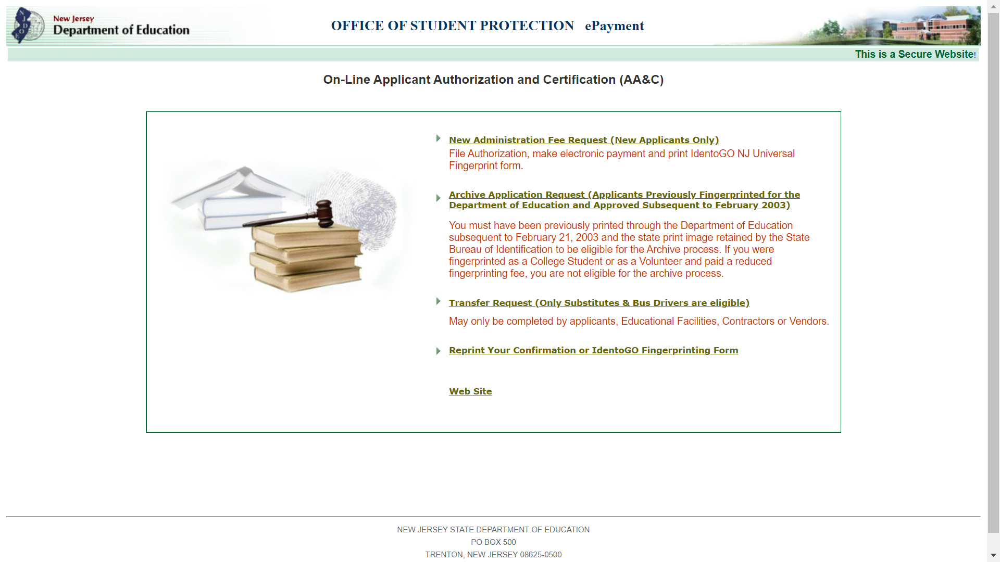 New Jersey
Department of Education
OFFICE OF STUDENT PROTECTION ePayment
This is a Secure Website!
On-Line Applicant Authorization and Certification (AA&C)
New Administration Fee Request (New Applicants Only)
File Authorization, make electronic payment and print IdentoGO NJ Universal
Fingerprint form.
Archive Application Request (Applicants Previously Fingerprinted for the
Department of Education and Approved Subsequent to February 2003)
You must have been previously printed through the Department of Education
subsequent to February 21, 2003 and the state print image retained by the State
Bureau of Identification to be eligible for the Archive process. If you were
fingerprinted as a College Student or as a Volunteer and paid a reduced
fingerprinting fee, you are not eligible for the archive process.
Transfer Request (Only Substitutes & Bus Drivers are eligible)
May only be completed by applicants, Educational Facilities, Contractors or Vendors.
Reprint Your Confirmation or IdentoGO Fingerprinting Form
Web Site
NEW JERSEY STATE DEPARTMENT OF EDUCATION
PO BOX 500
TRENTON, NEW JERSEY 08625-0500